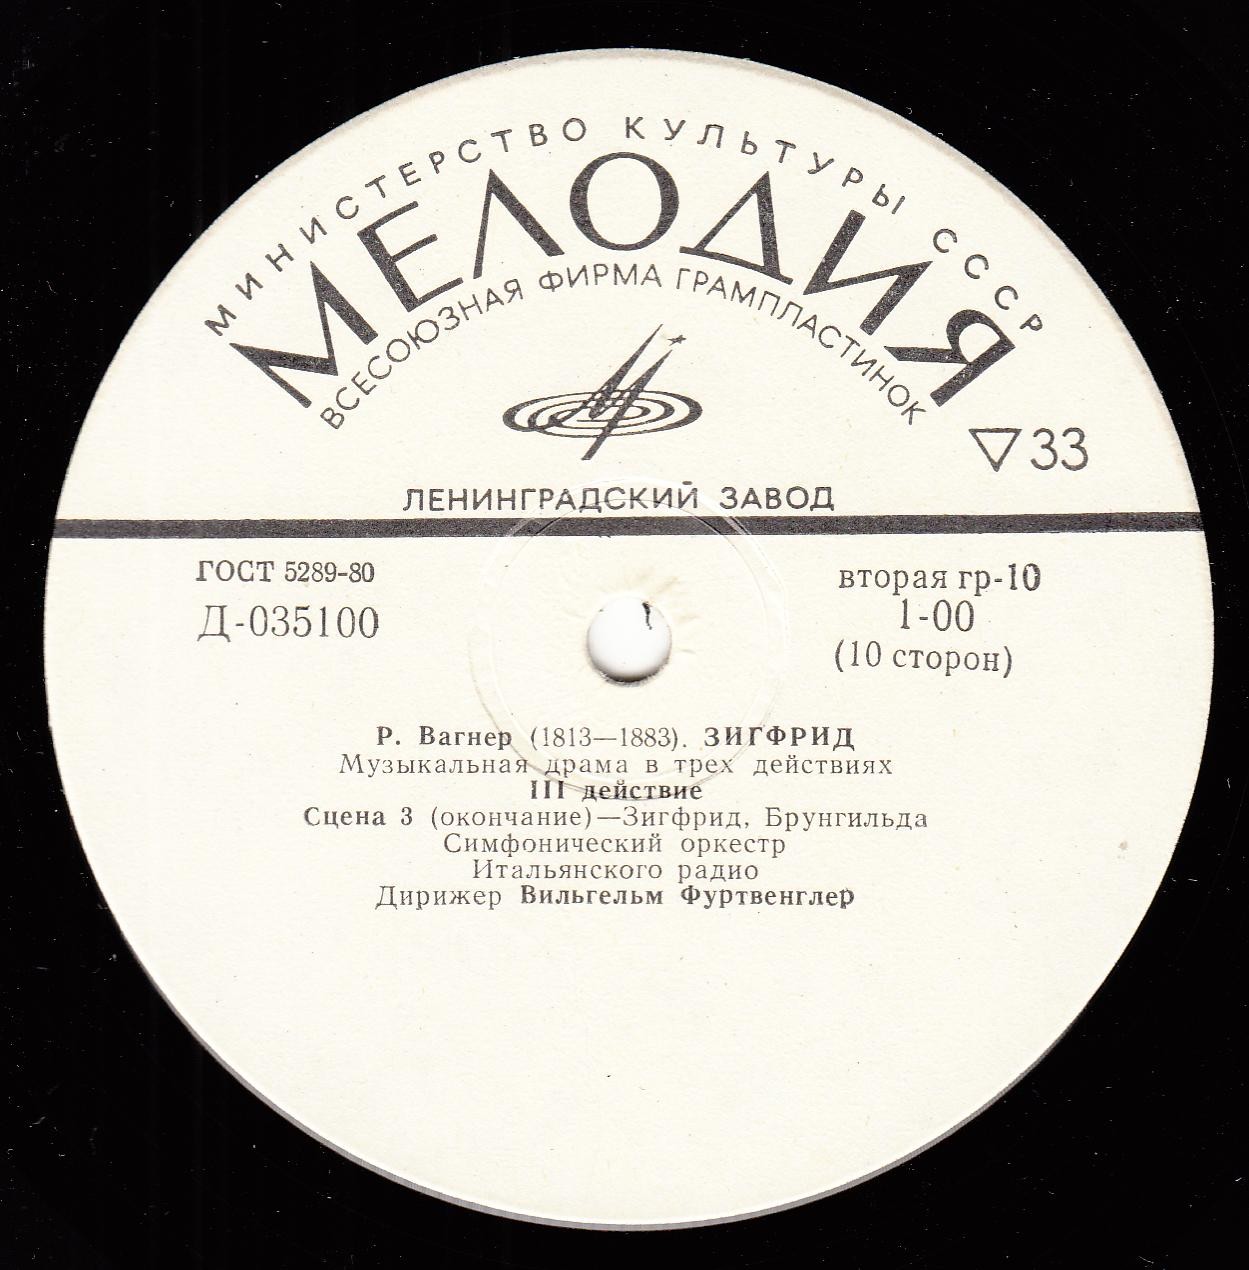 МИНИСТЕРСТВО КУЛЬТУРЫ СССР
МЕЛОДИЯ
ВСЕСОЮЗНАЯ ФИРМА ГРАМПЛАСТИНОК
▽33
ЛЕНИНГРАДСКИЙ ЗАВОД
ГОСТ 5289-80
Д-035100
вторая гр-10
1-00
(10 сторон)
Р. Вагнер (1813—1883). ЗИГФРИД
Музыкальная драма в трех действиях
III действие
Сцена 3 (окончание)—Зигфрид, Брунгильда
Симфонический оркестр
Итальянского радио
Дирижер Вильгельм Фуртвенглер